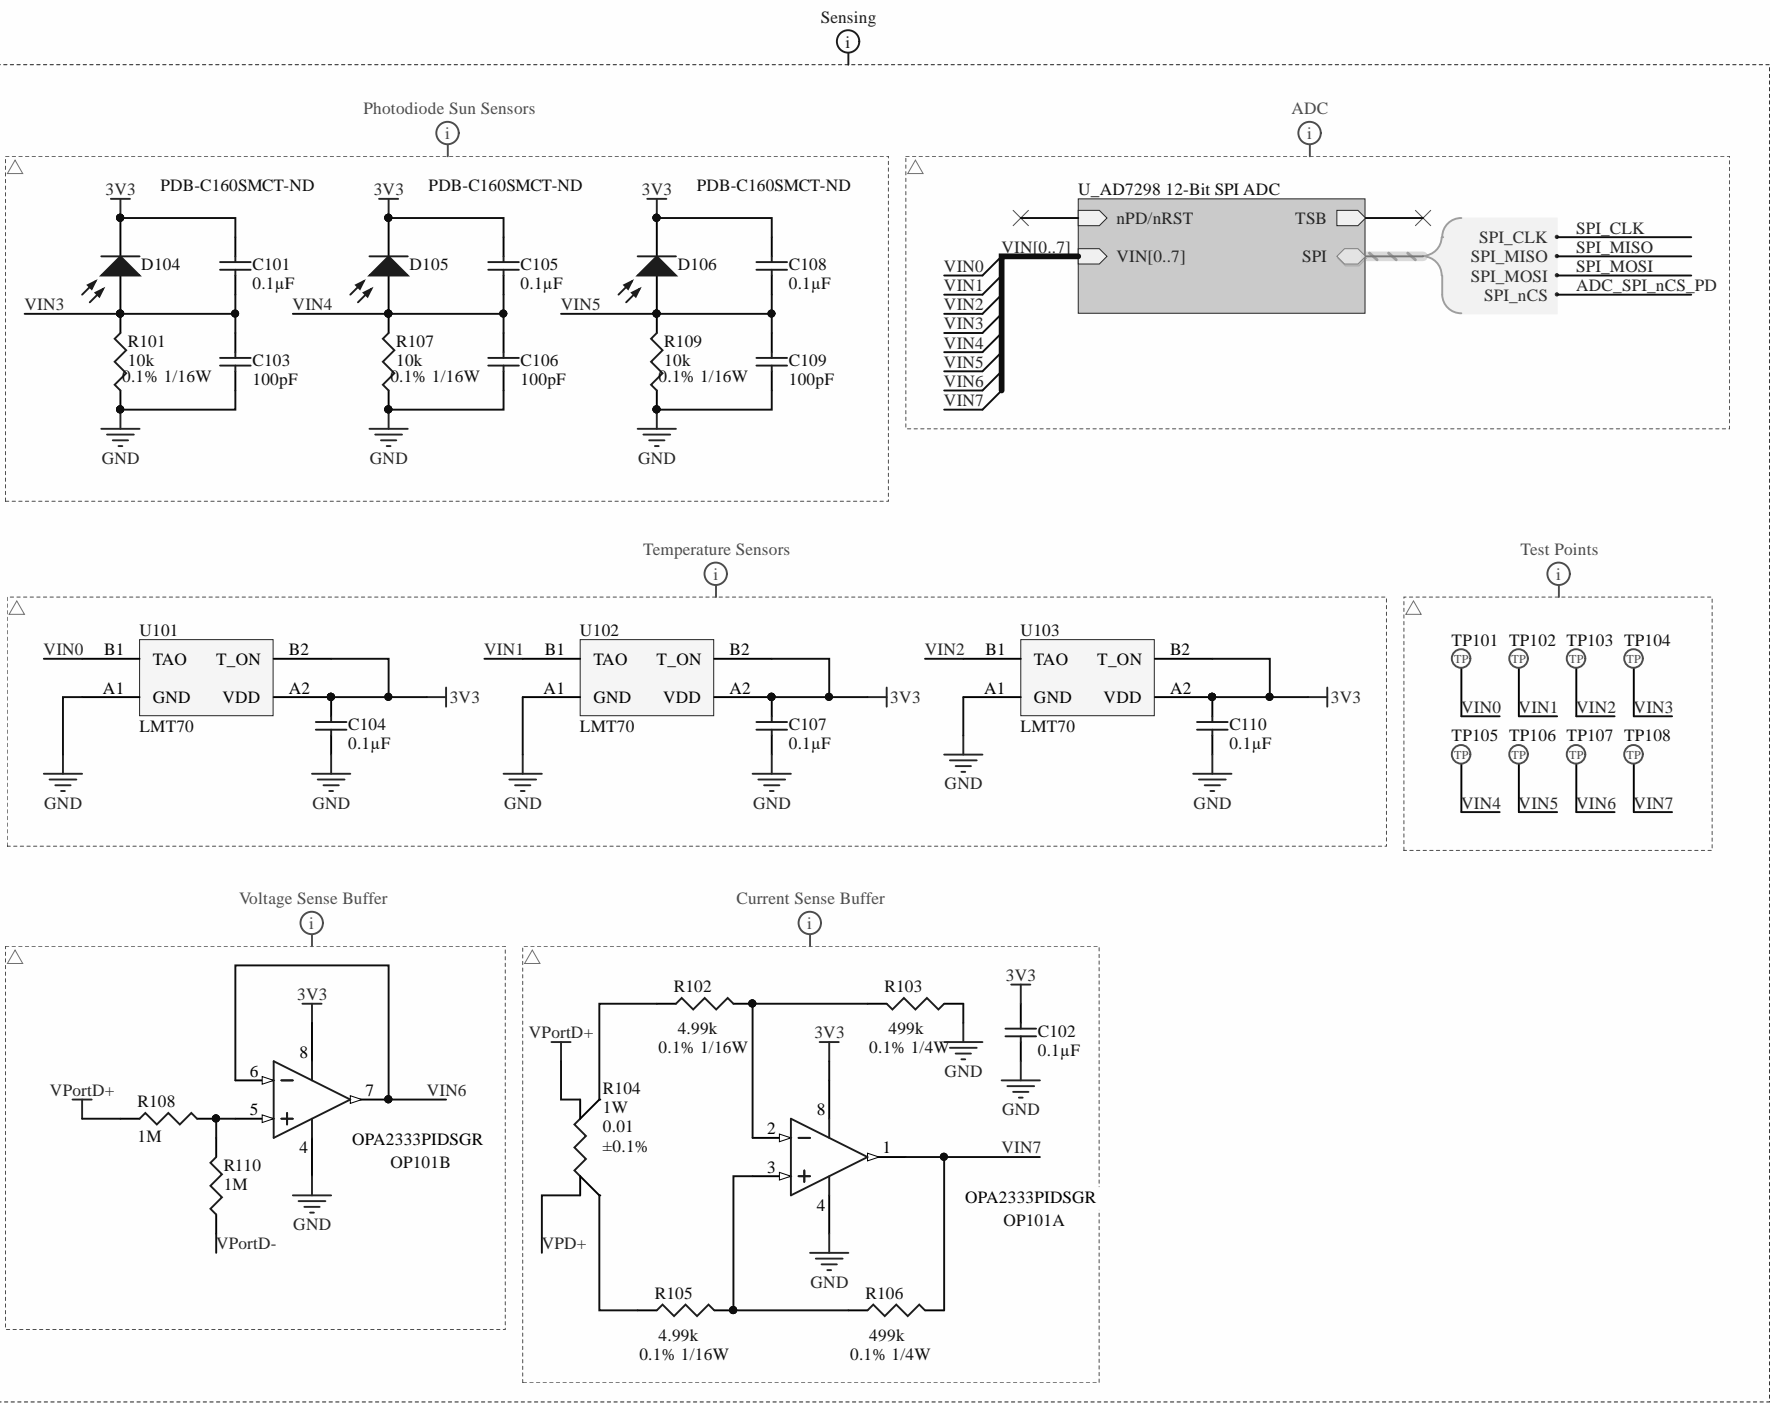 Sensing
i
Photodiode Sun Sensors
i
3V3 PDB-C160SMCT-ND
D104
C101
0.1µF
VIN3
R101
10k
0.1% 1/16W
C103
100pF
GND
3V3 PDB-C160SMCT-ND
D105
C105
0.1µF
VIN4
R107
10k
0.1% 1/16W
C106
100pF
GND
3V3 PDB-C160SMCT-ND
D106
C108
0.1µF
VIN5
R109
10k
0.1% 1/16W
C109
100pF
GND
ADC
i
U_AD7298 12-Bit SPI ADC
nPD/nRST TSB
VIN[0..7] VIN[0..7] SPI
VIN0
VIN1
VIN2
VIN3
VIN4
VIN5
VIN6
VIN7
SPI_CLK SPI_CLK
SPI_MISO SPI_MISO
SPI_MOSI SPI_MOSI
SPI_nCS ADC_SPI_nCS_PD
Temperature Sensors
i
U101
VIN0 B1 TAO T_ON B2
A1 GND VDD A2 3V3
LMT70
C104
0.1µF
GND GND
U102
VIN1 B1 TAO T_ON B2
A1 GND VDD A2 3V3
LMT70
C107
0.1µF
GND GND
U103
VIN2 B1 TAO T_ON B2
A1 GND VDD A2 3V3
LMT70
C110
0.1µF
GND GND
Test Points
i
TP101 TP102 TP103 TP104
TP TP TP TP
VIN0 VIN1 VIN2 VIN3
TP105 TP106 TP107 TP108
TP TP TP TP
VIN4 VIN5 VIN6 VIN7
Voltage Sense Buffer
i
3V3
8
6
VPortD+
R108
1M
5
7
VIN6
4
OPA2333PIDSGR
OP101B
R110
1M
GND
VPortD-
Current Sense Buffer
i
R102
4.99k
0.1% 1/16W
R103
499k
0.1% 1/4W
GND
3V3
C102
0.1µF
GND
VPortD+
R104
1W
0.01
±0.1%
VPD+
3V3
8
2
3
1
VIN7
4
GND
OPA2333PIDSGR
OP101A
R105
4.99k
0.1% 1/16W
R106
499k
0.1% 1/4W